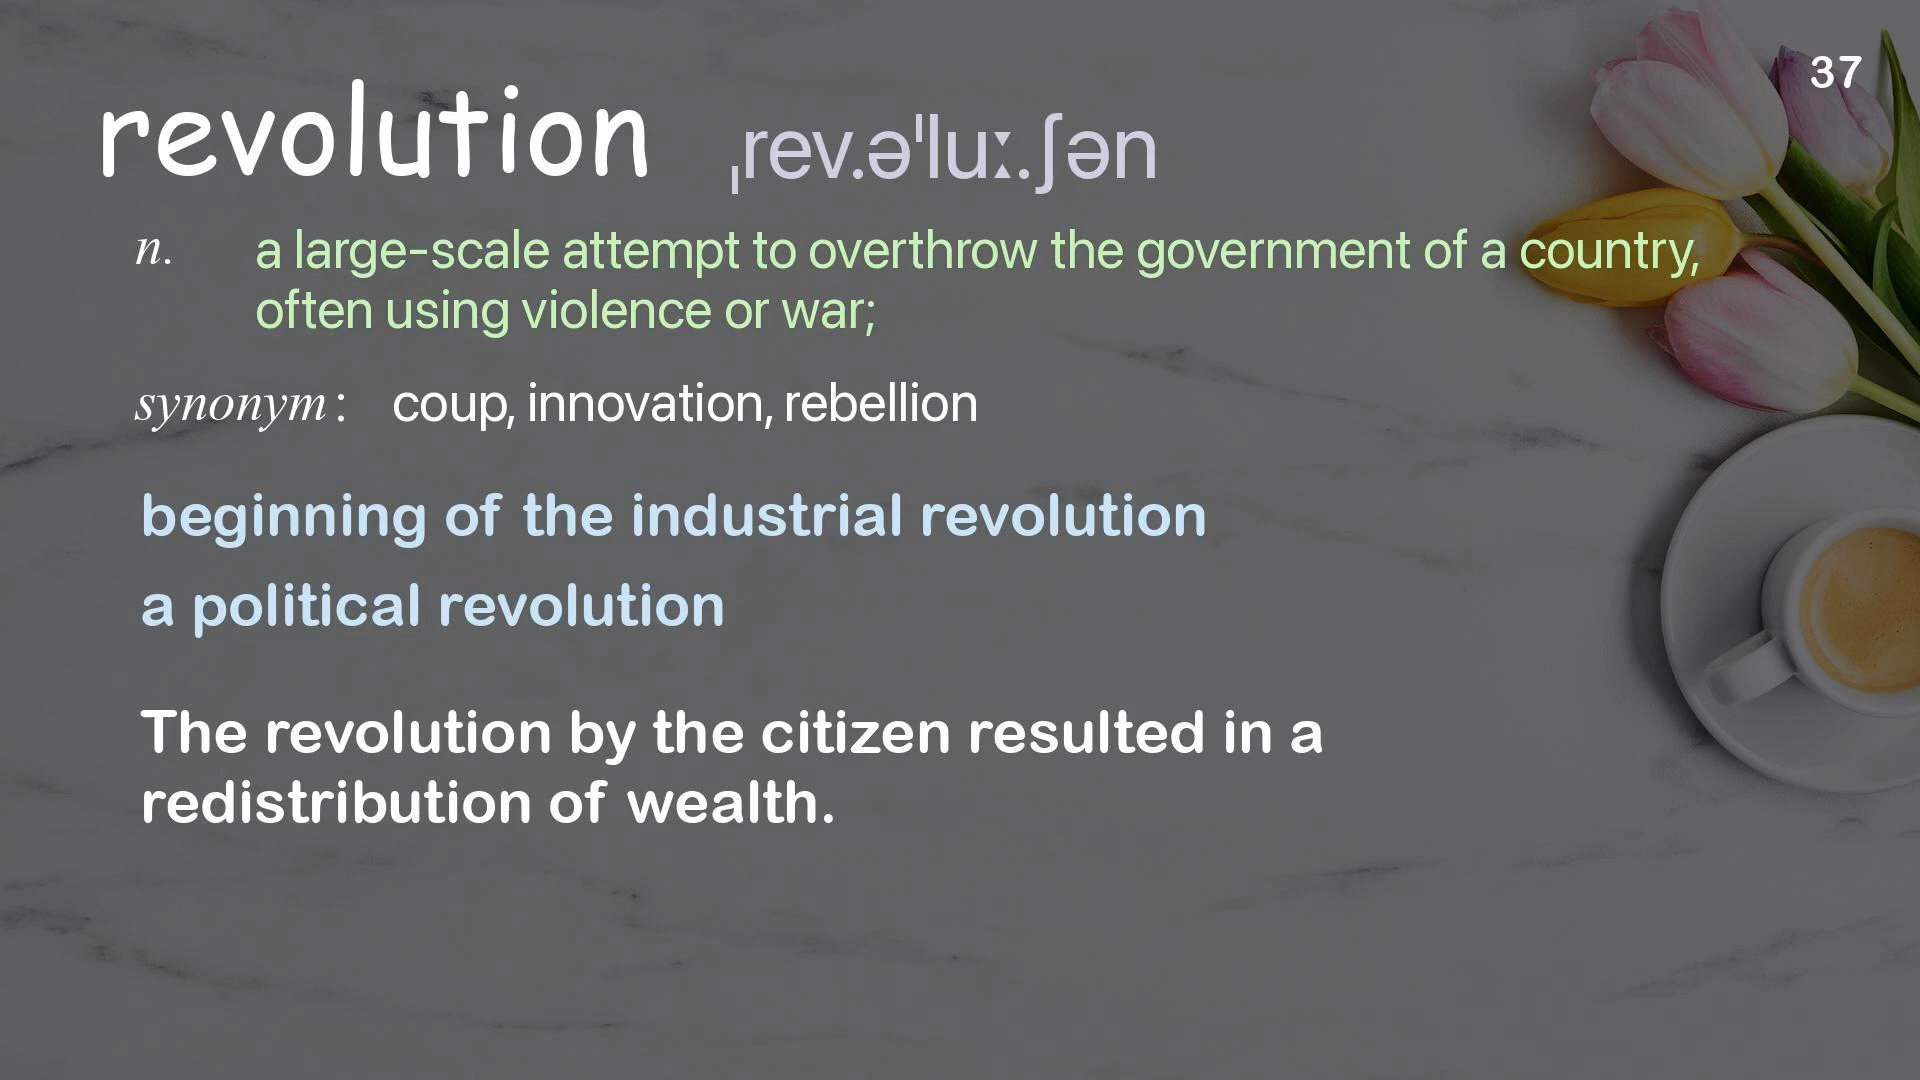 37
revolution ˌrev.əˈluː.ʃən
n. a large-scale attempt to overthrow the government of a country,
often using violence or war;
synonym: coup, innovation, rebellion
beginning of the industrial revolution
a political revolution
The revolution by the citizen resulted in a
redistribution of wealth.